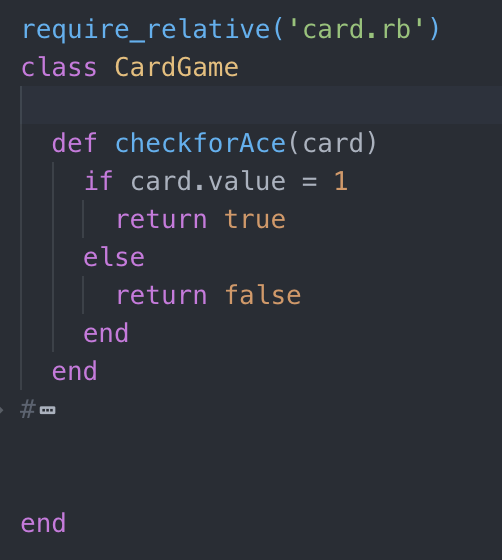 require_relative('card.rb')
class CardGame
def checkforAce(card)
if card.value = 1
return true
else
return false
end
end
#
end